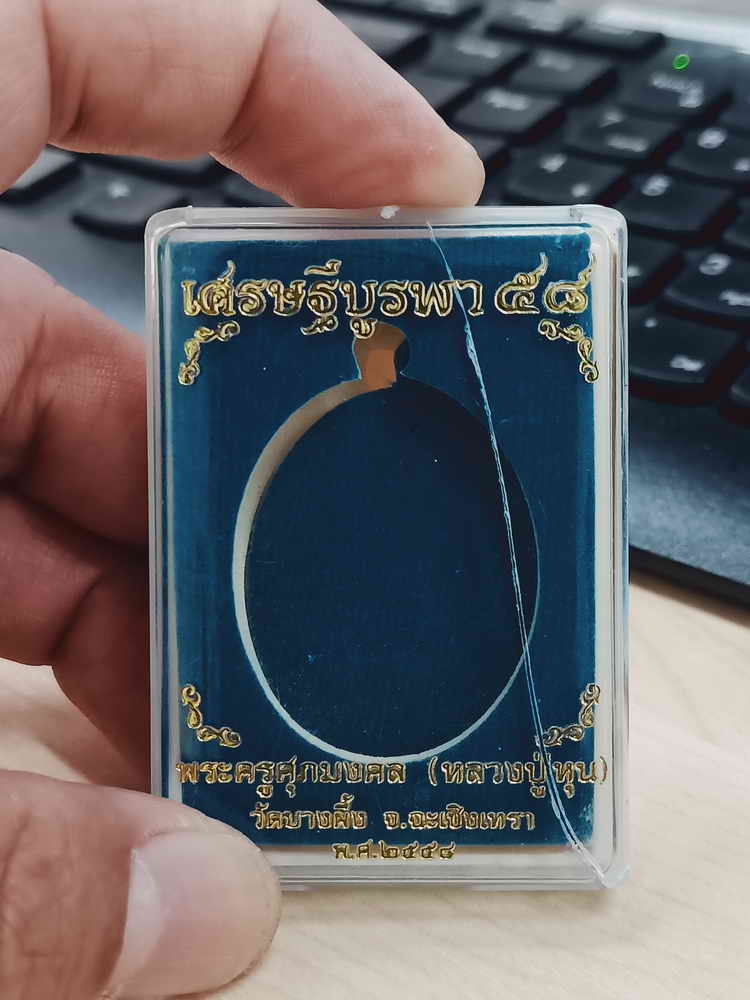 เศรษฐีบูรพา ๕๘
พระครูศุภมงคล (หลวงปู่ทุน)
วัดบางผึ้ง จ.ฉะเชิงเทรา
พ.ศ.๒๕๕๘